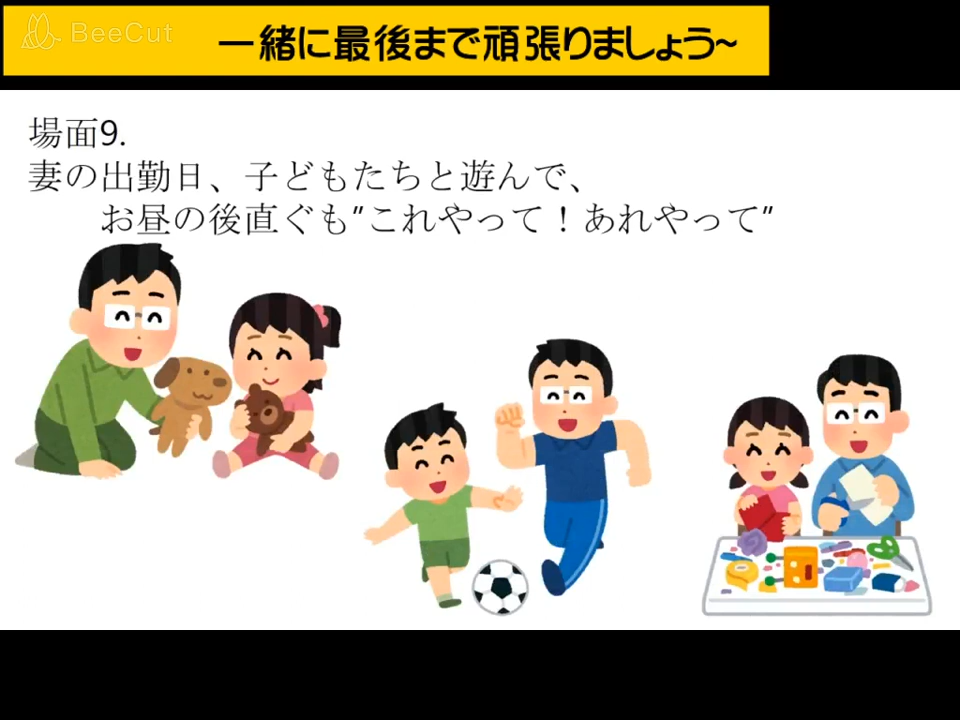 BeeCut
一緒に最後まで頑張りましょう~
場面9.
妻の出勤日、子どもたちと遊んで、
お昼の後直ぐも”これやって！あれやって”